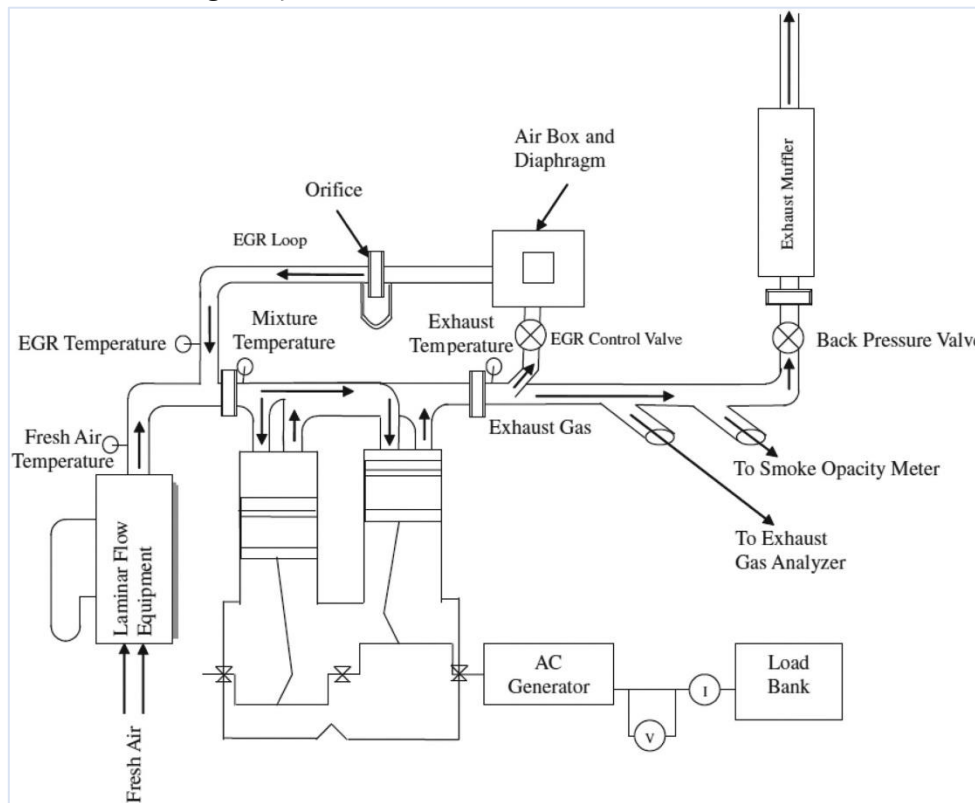 Air Box and
Diaphragm
Orifice
EGR Loop
Exhaust Muffler
EGR Temperature
Mixture
Temperature
Exhaust
Temperature
EGR Control Valve
Back Pressure Valve
Fresh Air
Temperature
Exhaust Gas
To Smoke Opacity Meter
To Exhaust
Gas Analyzer
Laminar Flow
Equipment
AC
Generator
Load
Bank
I
V
Fresh Air